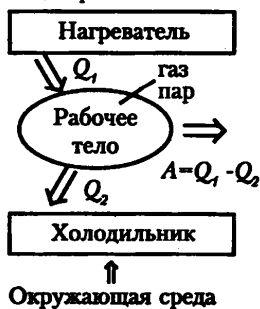 Нагреватель
Q₁
газ
пар
Рабочее
тело
A=Q₁ -Q₂
Q₂
Холодильник
Окружающая среда